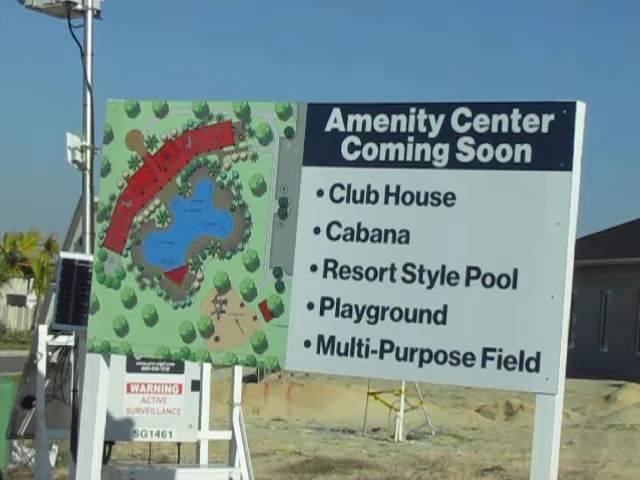 Amenity Center
Coming Soon
• Club House
• Cabana
• Resort Style Pool
• Playground
• Multi-Purpose Field
WARNING
ACTIVE
SURVEILLANCE
SG1461